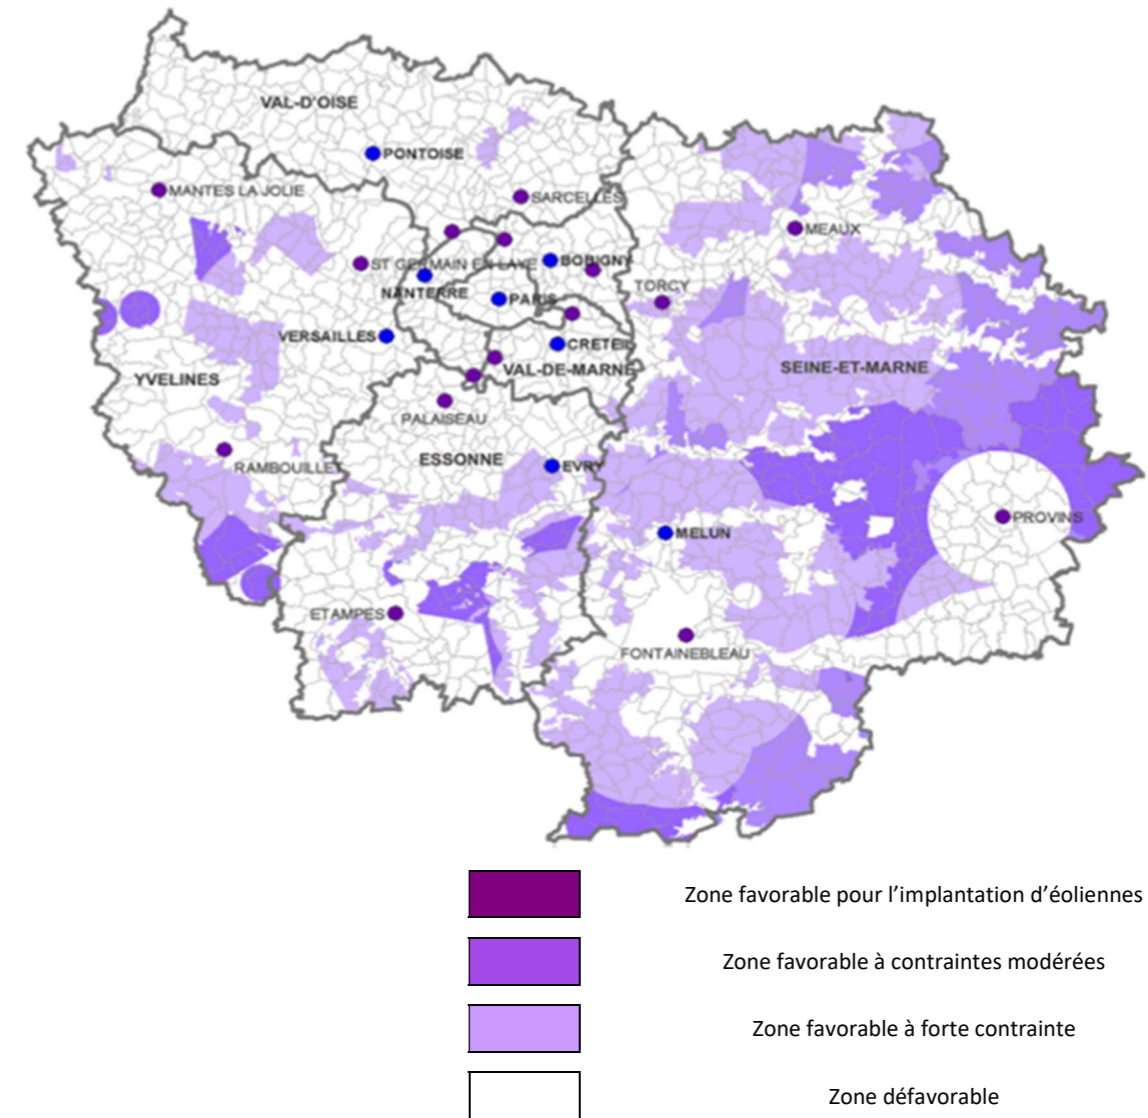 VAL-D'OISE
PONTOISE
MANTES LA JOLIE
SARCELLES
MEAUX
ST GERMAIN EN LAYE
BOBIGNY
NANTERRE
PARIS
TORCY
VERSAILLES
CRETEIL
VAL-DE-MARNE
SEINE-ET-MARNE
YVELINES
PALAISEAU
ESSONNE
RAMBOUILLET
EVRY
PROVINS
MELUN
ETAMPES
FONTAINEBLEAU
Zone favorable pour l’implantation d’éoliennes
Zone favorable à contraintes modérées
Zone favorable à forte contrainte
Zone défavorable